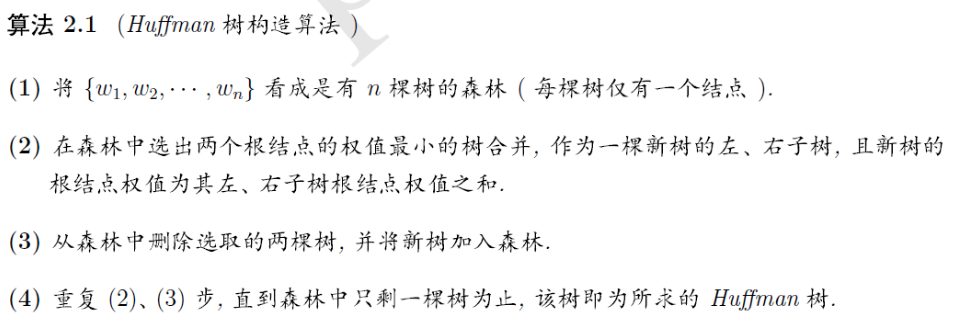 算法 2.1 (Huffman 树构造算法 )
(1) 将 {w₁, w₂, ⋯ , wₙ} 看成是有 n 棵树的森林 ( 每棵树仅有一个结点 ).
(2) 在森林中选出两个根结点的权值最小的树合并, 作为一棵新树的左、右子树, 且新树的
根结点权值为其左、右子树根结点权值之和.
(3) 从森林中删除选取的两棵树, 并将新树加入森林.
(4) 重复 (2)、(3) 步, 直到森林中只剩一棵树为止, 该树即为所求的 Huffman 树.